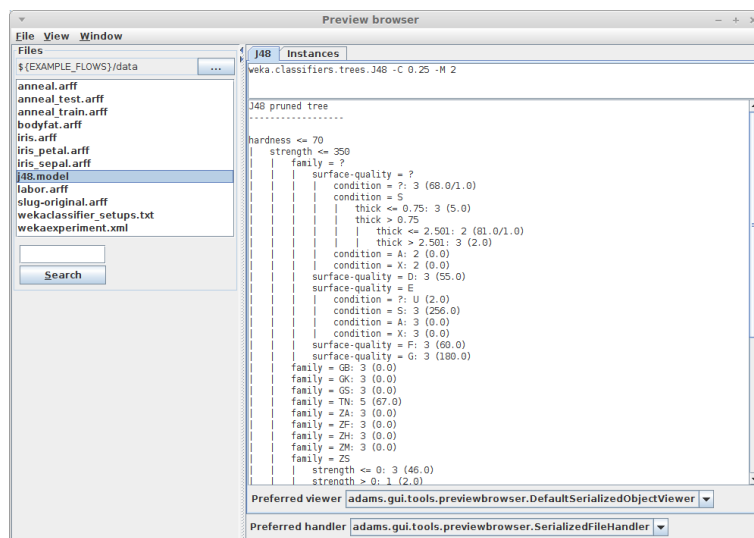 Preview browser
File View Window
Files
${EXAMPLE_FLOWS}/data ...
anneal.arff
anneal_test.arff
anneal_train.arff
bodyfat.arff
iris.arff
iris_petal.arff
iris_sepal.arff
j48.model
labor.arff
slug-original.arff
wekaclassifier_setups.txt
wekaexperiment.xml
Search
J48 Instances
weka.classifiers.trees.J48 -C 0.25 -M 2
J48 pruned tree
------------------
hardness <= 70
| strength <= 350
| | family = ?
| | | surface-quality = ?
| | | | condition = ?: 3 (68.0/1.0)
| | | | condition = S
| | | | | thick <= 0.75: 3 (5.0)
| | | | | thick > 0.75
| | | | | | thick <= 2.501: 2 (81.0/1.0)
| | | | | | thick > 2.501: 3 (2.0)
| | | | condition = A: 2 (0.0)
| | | | condition = X: 2 (0.0)
| | | surface-quality = D: 3 (55.0)
| | | surface-quality = E
| | | | condition = ?: U (2.0)
| | | | condition = S: 3 (256.0)
| | | | condition = A: 3 (0.0)
| | | | condition = X: 3 (0.0)
| | | surface-quality = F: 3 (60.0)
| | | surface-quality = G: 3 (180.0)
| | family = GB: 3 (0.0)
| | family = GK: 3 (0.0)
| | family = GS: 3 (0.0)
| | family = TN: 5 (67.0)
| | family = ZA: 3 (0.0)
| | family = ZF: 3 (0.0)
| | family = ZH: 3 (0.0)
| | family = ZM: 3 (0.0)
| | family = ZS
| | | strength <= 0: 3 (46.0)
| | | strength > 0: 1 (2.0)
Preferred viewer adams.gui.tools.previewbrowser.DefaultSerializedObjectViewer
Preferred handler adams.gui.tools.previewbrowser.SerializedFileHandler